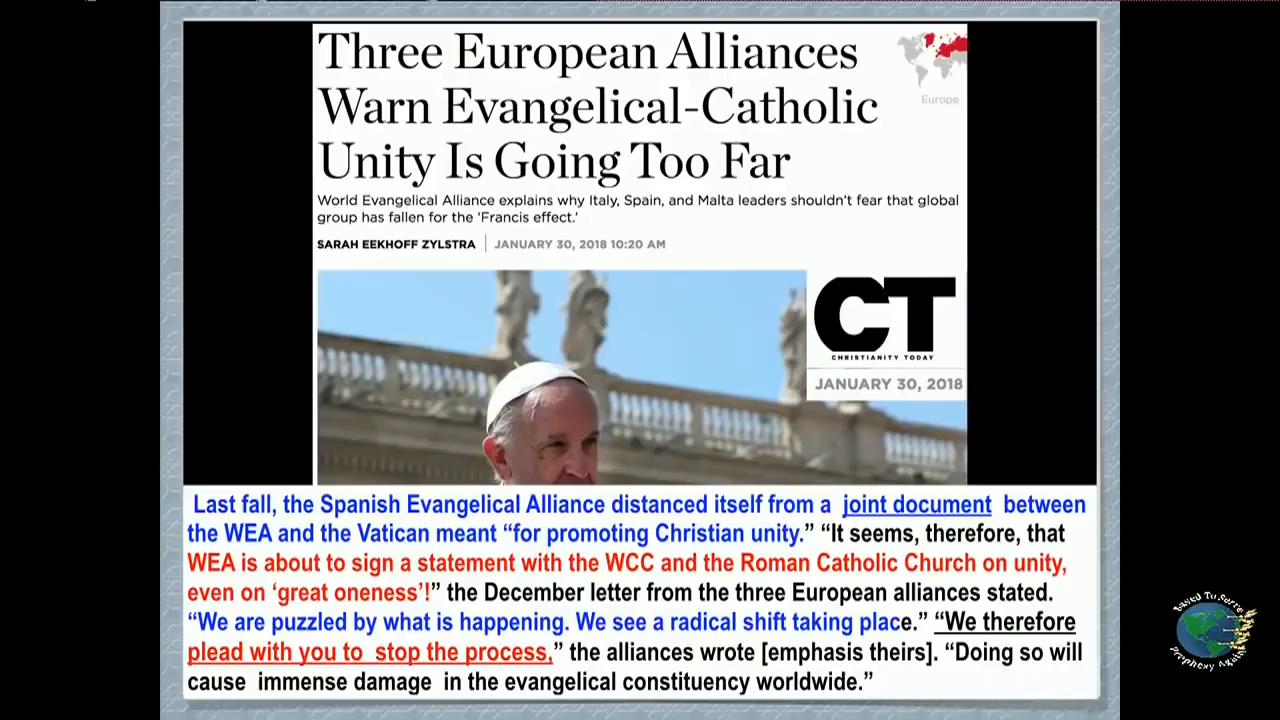 Three European Alliances
Warn Evangelical-Catholic
Unity Is Going Too Far
Europe
World Evangelical Alliance explains why Italy, Spain, and Malta leaders shouldn't fear that global
group has fallen for the 'Francis effect.'
SARAH EEKHOFF ZYLSTRA | JANUARY 30, 2018 10:20 AM
CT
CHRISTIANITY TODAY
JANUARY 30, 2018
Last fall, the Spanish Evangelical Alliance distanced itself from a joint document between
the WEA and the Vatican meant “for promoting Christian unity.” “It seems, therefore, that
WEA is about to sign a statement with the WCC and the Roman Catholic Church on unity,
even on ‘great oneness’!” the December letter from the three European alliances stated.
“We are puzzled by what is happening. We see a radical shift taking place.” “We therefore
plead with you to stop the process,” the alliances wrote [emphasis theirs]. “Doing so will
cause immense damage in the evangelical constituency worldwide.”
Prophecy Again